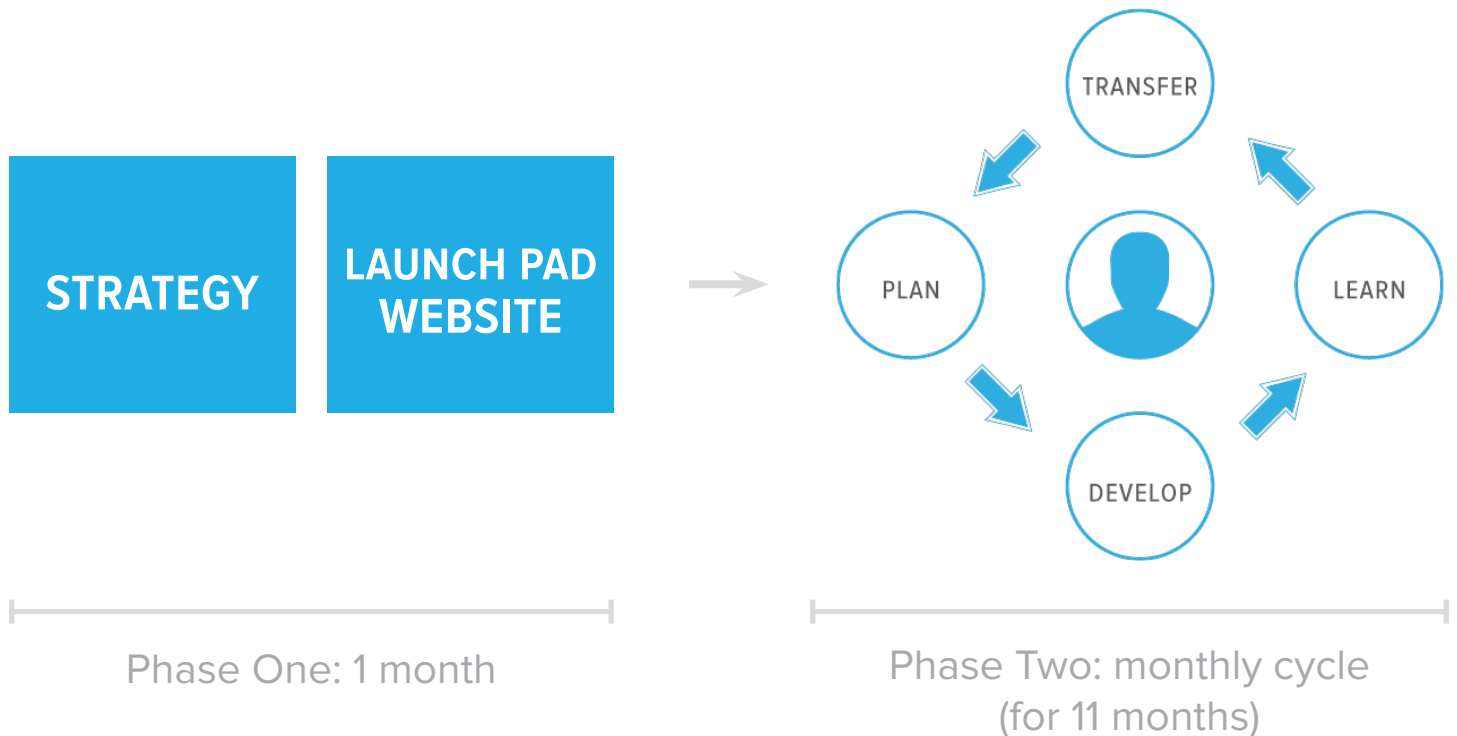 STRATEGY
LAUNCH PAD
WEBSITE
TRANSFER
PLAN
LEARN
DEVELOP
Phase One: 1 month
Phase Two: monthly cycle
(for 11 months)